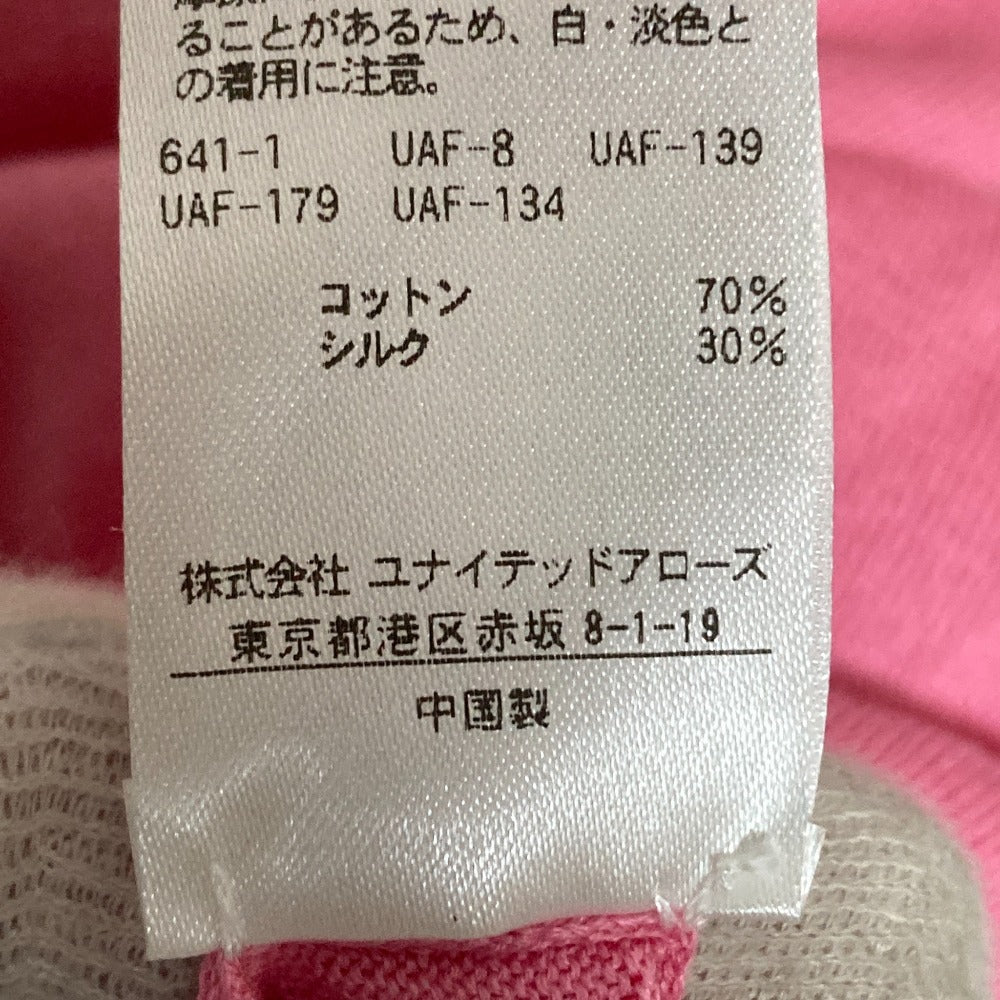 ることがあるため、白・淡色と
の着用に注意。
641-1 UAF-8 UAF-139
UAF-179 UAF-134
コットン 70%
シルク 30%
株式会社 ユナイテッドアローズ
東京都港区赤坂 8-1-19
中国製